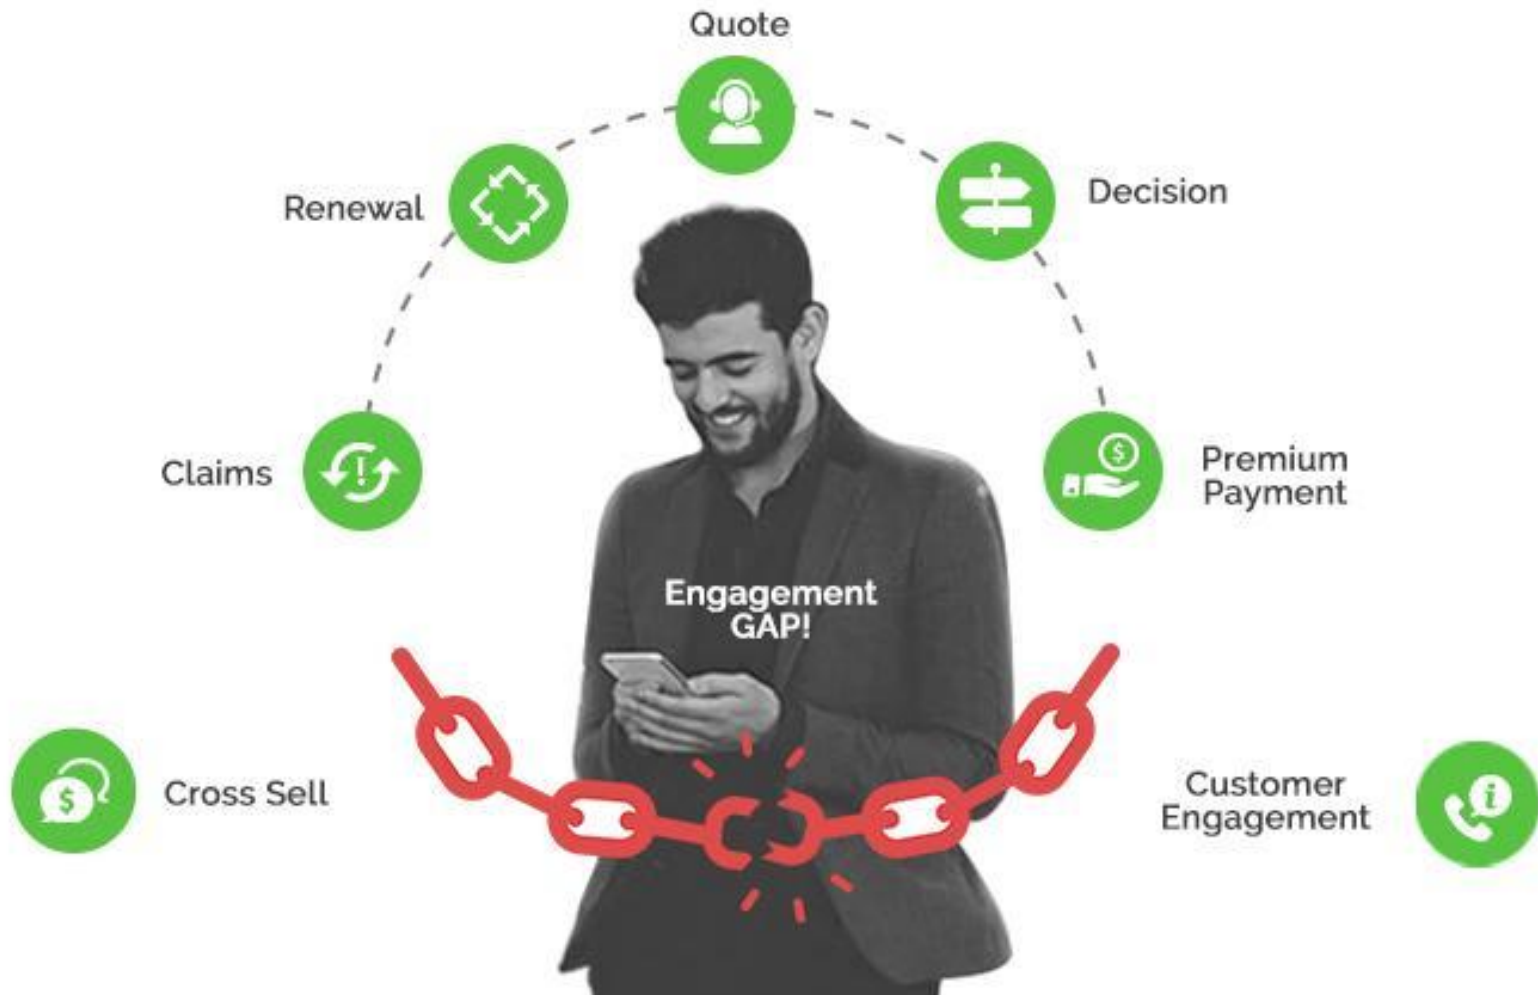 Quote
Renewal
Decision
Claims
Premium
Payment
Engagement
GAP!
Cross Sell
Customer
Engagement
$
!
$
i